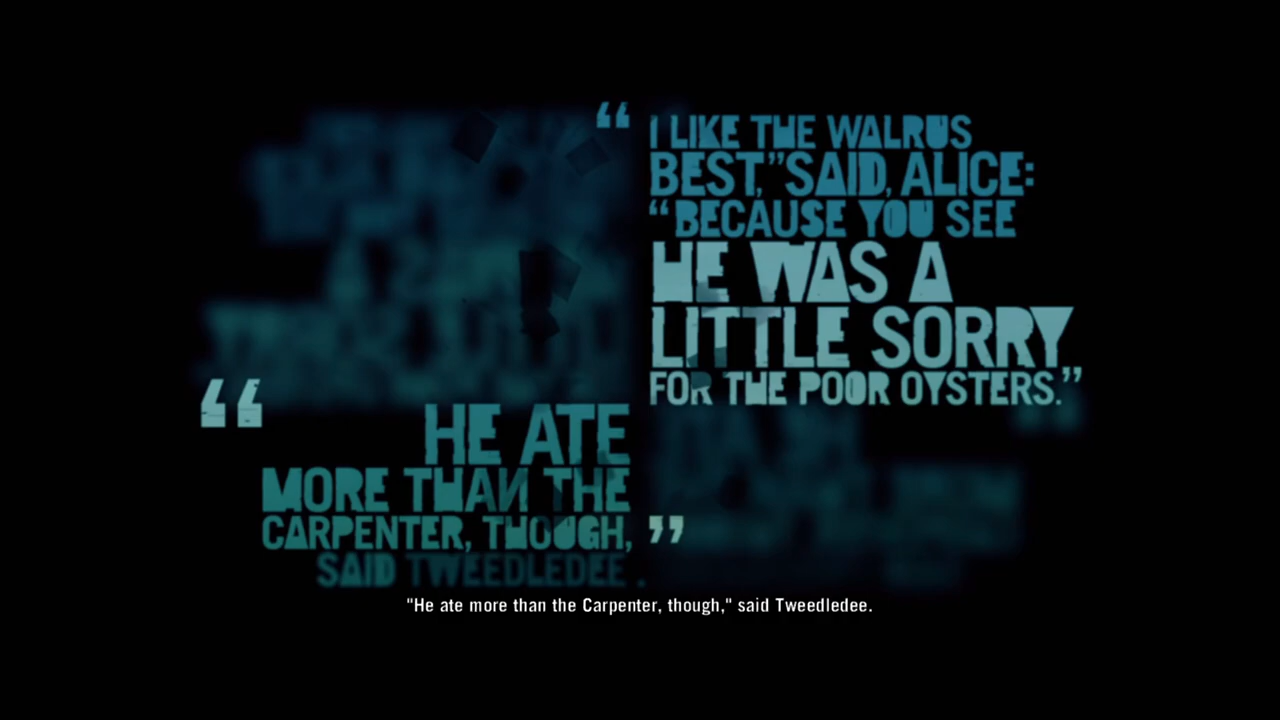 “ I LIKE THE WALRUS
BEST,” SAID, ALICE:
“ BECAUSE YOU SEE
HE WAS A
LITTLE SORRY
FOR THE POOR OYSTERS.”
“ HE ATE
MORE THAN THE
CARPENTER, THOUGH, ”
SAID TWEEDLEDEE .
"He ate more than the Carpenter, though," said Tweedledee.